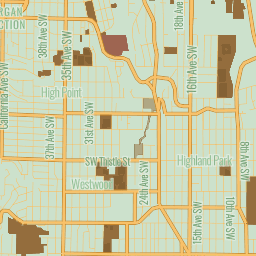 RGAN
CTION
38th Ave SW
35th Ave SW
18th Ave SW
16th Ave SW
California Ave SW
High Point
31st Ave SW
37th Ave SW
SW Thistle St
Highland Park
Westwood
24th Ave SW
15th Ave SW
10th Ave SW
8th